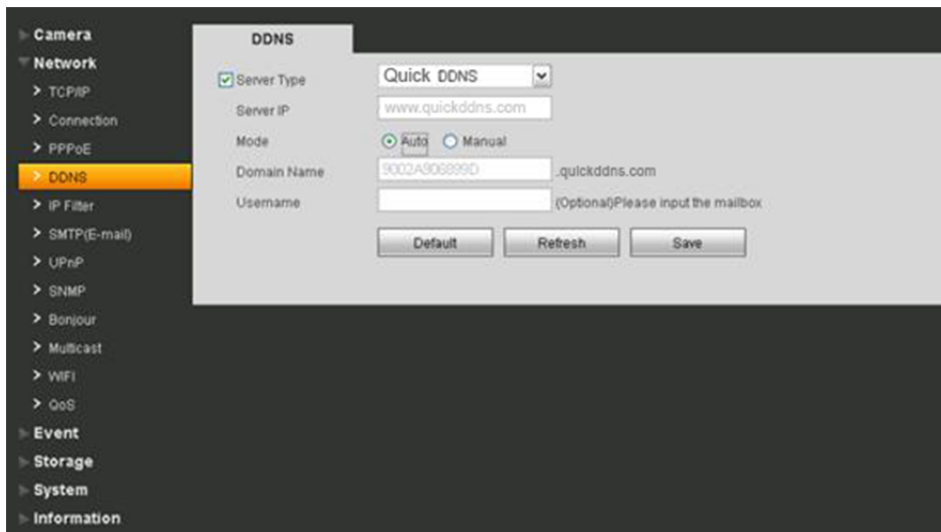 Camera
Network
TCP/IP
Connection
PPPoE
DDNS
IP Filter
SMTP(E-mail)
UPnP
SNMP
Bonjour
Multicast
WIFI
QoS
Event
Storage
System
Information
DDNS
Server Type Quick DDNS
Server IP www.quickddns.com
Mode Auto Manual
Domain Name 9002A906899D .quickddns.com
Username (Optional)Please input the mailbox
Default Refresh Save